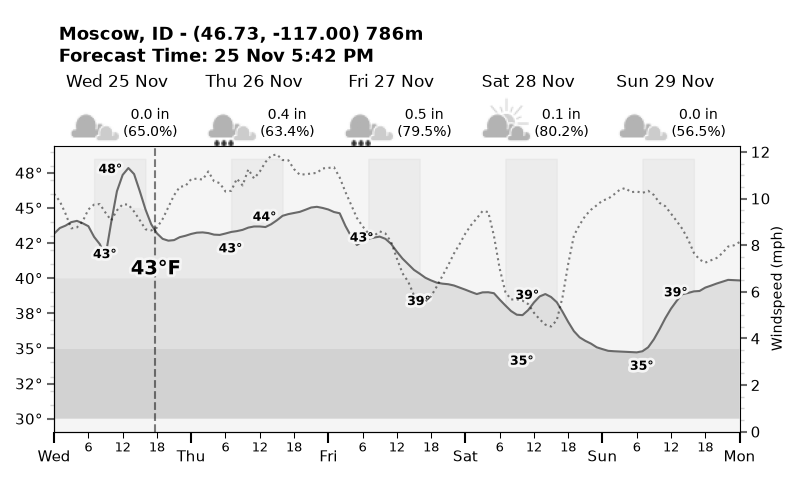 Moscow, ID - (46.73, -117.00) 786m
Forecast Time: 25 Nov 5:42 PM
Wed 25 Nov Thu 26 Nov Fri 27 Nov Sat 28 Nov Sun 29 Nov
0.0 in 0.4 in 0.5 in 0.1 in 0.0 in
(65.0%) (63.4%) (79.5%) (80.2%) (56.5%)
48° 12
48°
45° 10
44°
43° 43° 43°
42° 8
43°F
40°
39° 39° 39° 6
38°
4
35°
35° 35°
32° 2
30°
0
Windspeed (mph)
6 12 18 6 12 18 6 12 18 6 12 18 6 12 18
Wed Thu Fri Sat Sun Mon